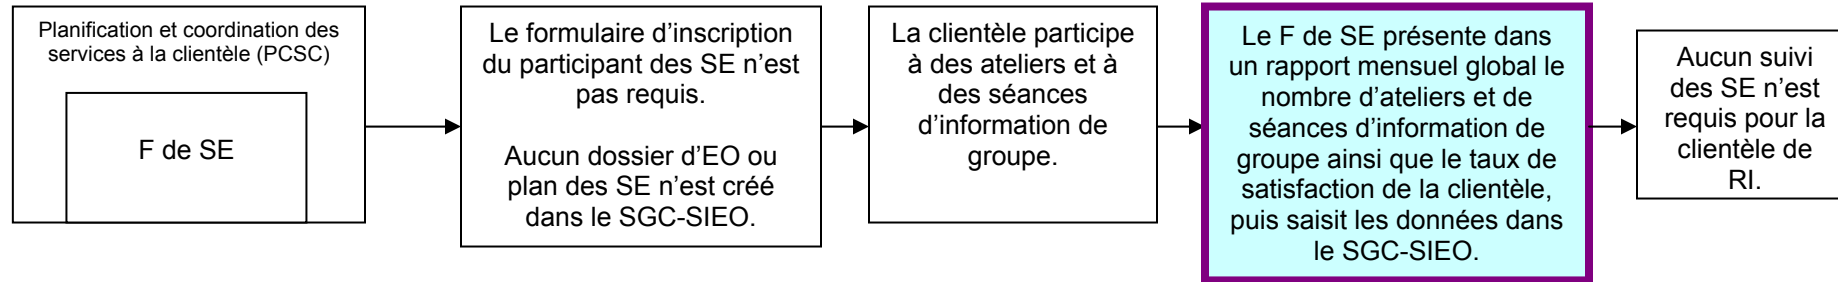 Planification et coordination des
services à la clientèle (PCSC)
F de SE
Le formulaire d’inscription
du participant des SE n’est
pas requis.
Aucun dossier d’EO ou
plan des SE n’est créé
dans le SGC-SIEO.
La clientèle participe
à des ateliers et à
des séances
d’information de
groupe.
Le F de SE présente dans
un rapport mensuel global le
nombre d’ateliers et de
séances d’information de
groupe ainsi que le taux de
satisfaction de la clientèle,
puis saisit les données dans
le SGC-SIEO.
Aucun suivi
des SE n’est
requis pour la
clientèle de
RI.